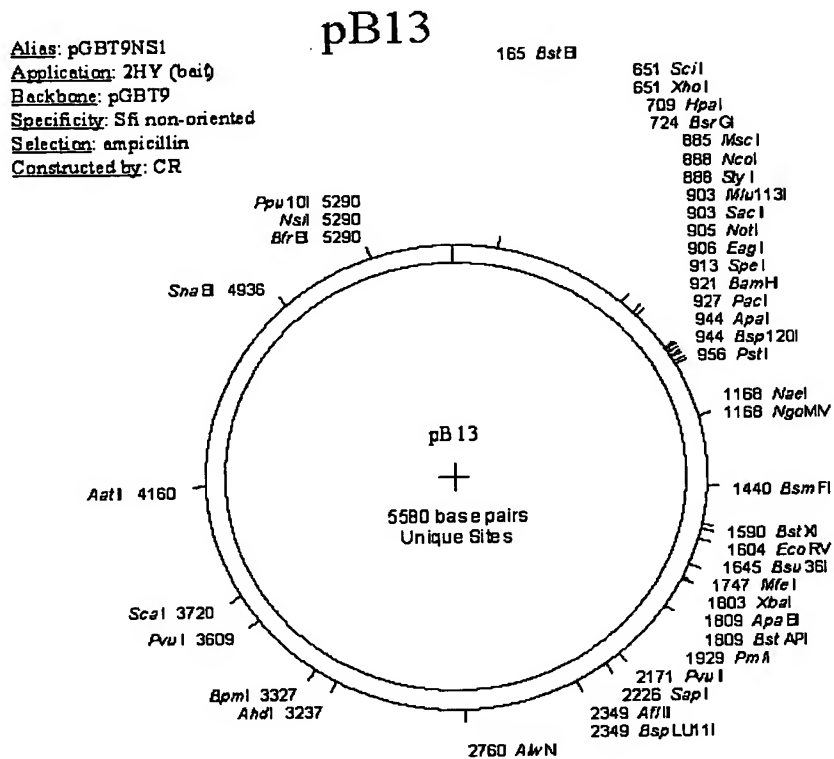 pB13
Alias: pGBT9NS1
Application: 2HY (bait)
Backbone: pGBT9
Specificity: Sfi non-oriented
Selection: ampicillin
Constructed by: CR
165 BstBI
651 SciI
651 XhoI
709 HpaI
724 BsrGI
885 MscI
888 NcoI
888 StyI
903 Mlu113I
903 SacI
905 NotI
906 EagI
913 SpeI
921 BamHI
927 PacI
944 ApaI
944 Bsp120I
956 PstI
1168 NaeI
1168 NgoMIV
1440 BsmFI
1590 BstXI
1604 EcoRV
1645 Bsu36I
1747 MfeI
1803 XbaI
1809 ApaBI
1809 BstAPI
1929 PmlI
2171 PvuI
2226 SapI
2349 AflIII
2349 BspLU11I
2760 AlwN
AhdI 3237
BpmI 3327
PvuI 3609
ScaI 3720
AatI 4160
SnaBI 4936
BfrBI 5290
NsiI 5290
Ppu10I 5290
pB13
5580 base pairs
Unique Sites